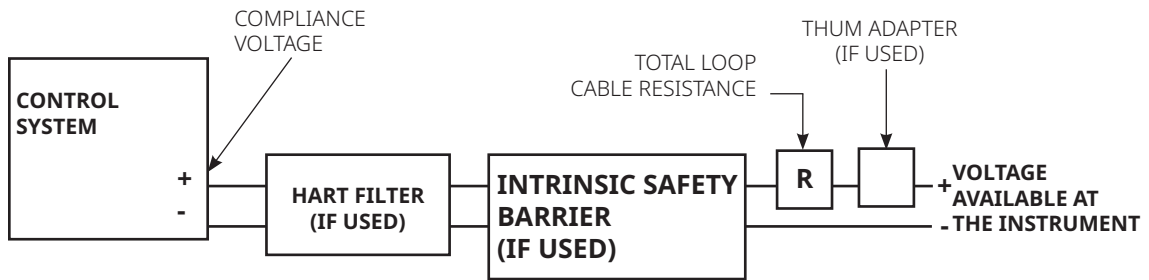 COMPLIANCE
VOLTAGE
THUM ADAPTER
(IF USED)
TOTAL LOOP
CABLE RESISTANCE
CONTROL
SYSTEM
+
-
HART FILTER
(IF USED)
INTRINSIC SAFETY
BARRIER
(IF USED)
R
+
-
VOLTAGE
AVAILABLE AT
THE INSTRUMENT